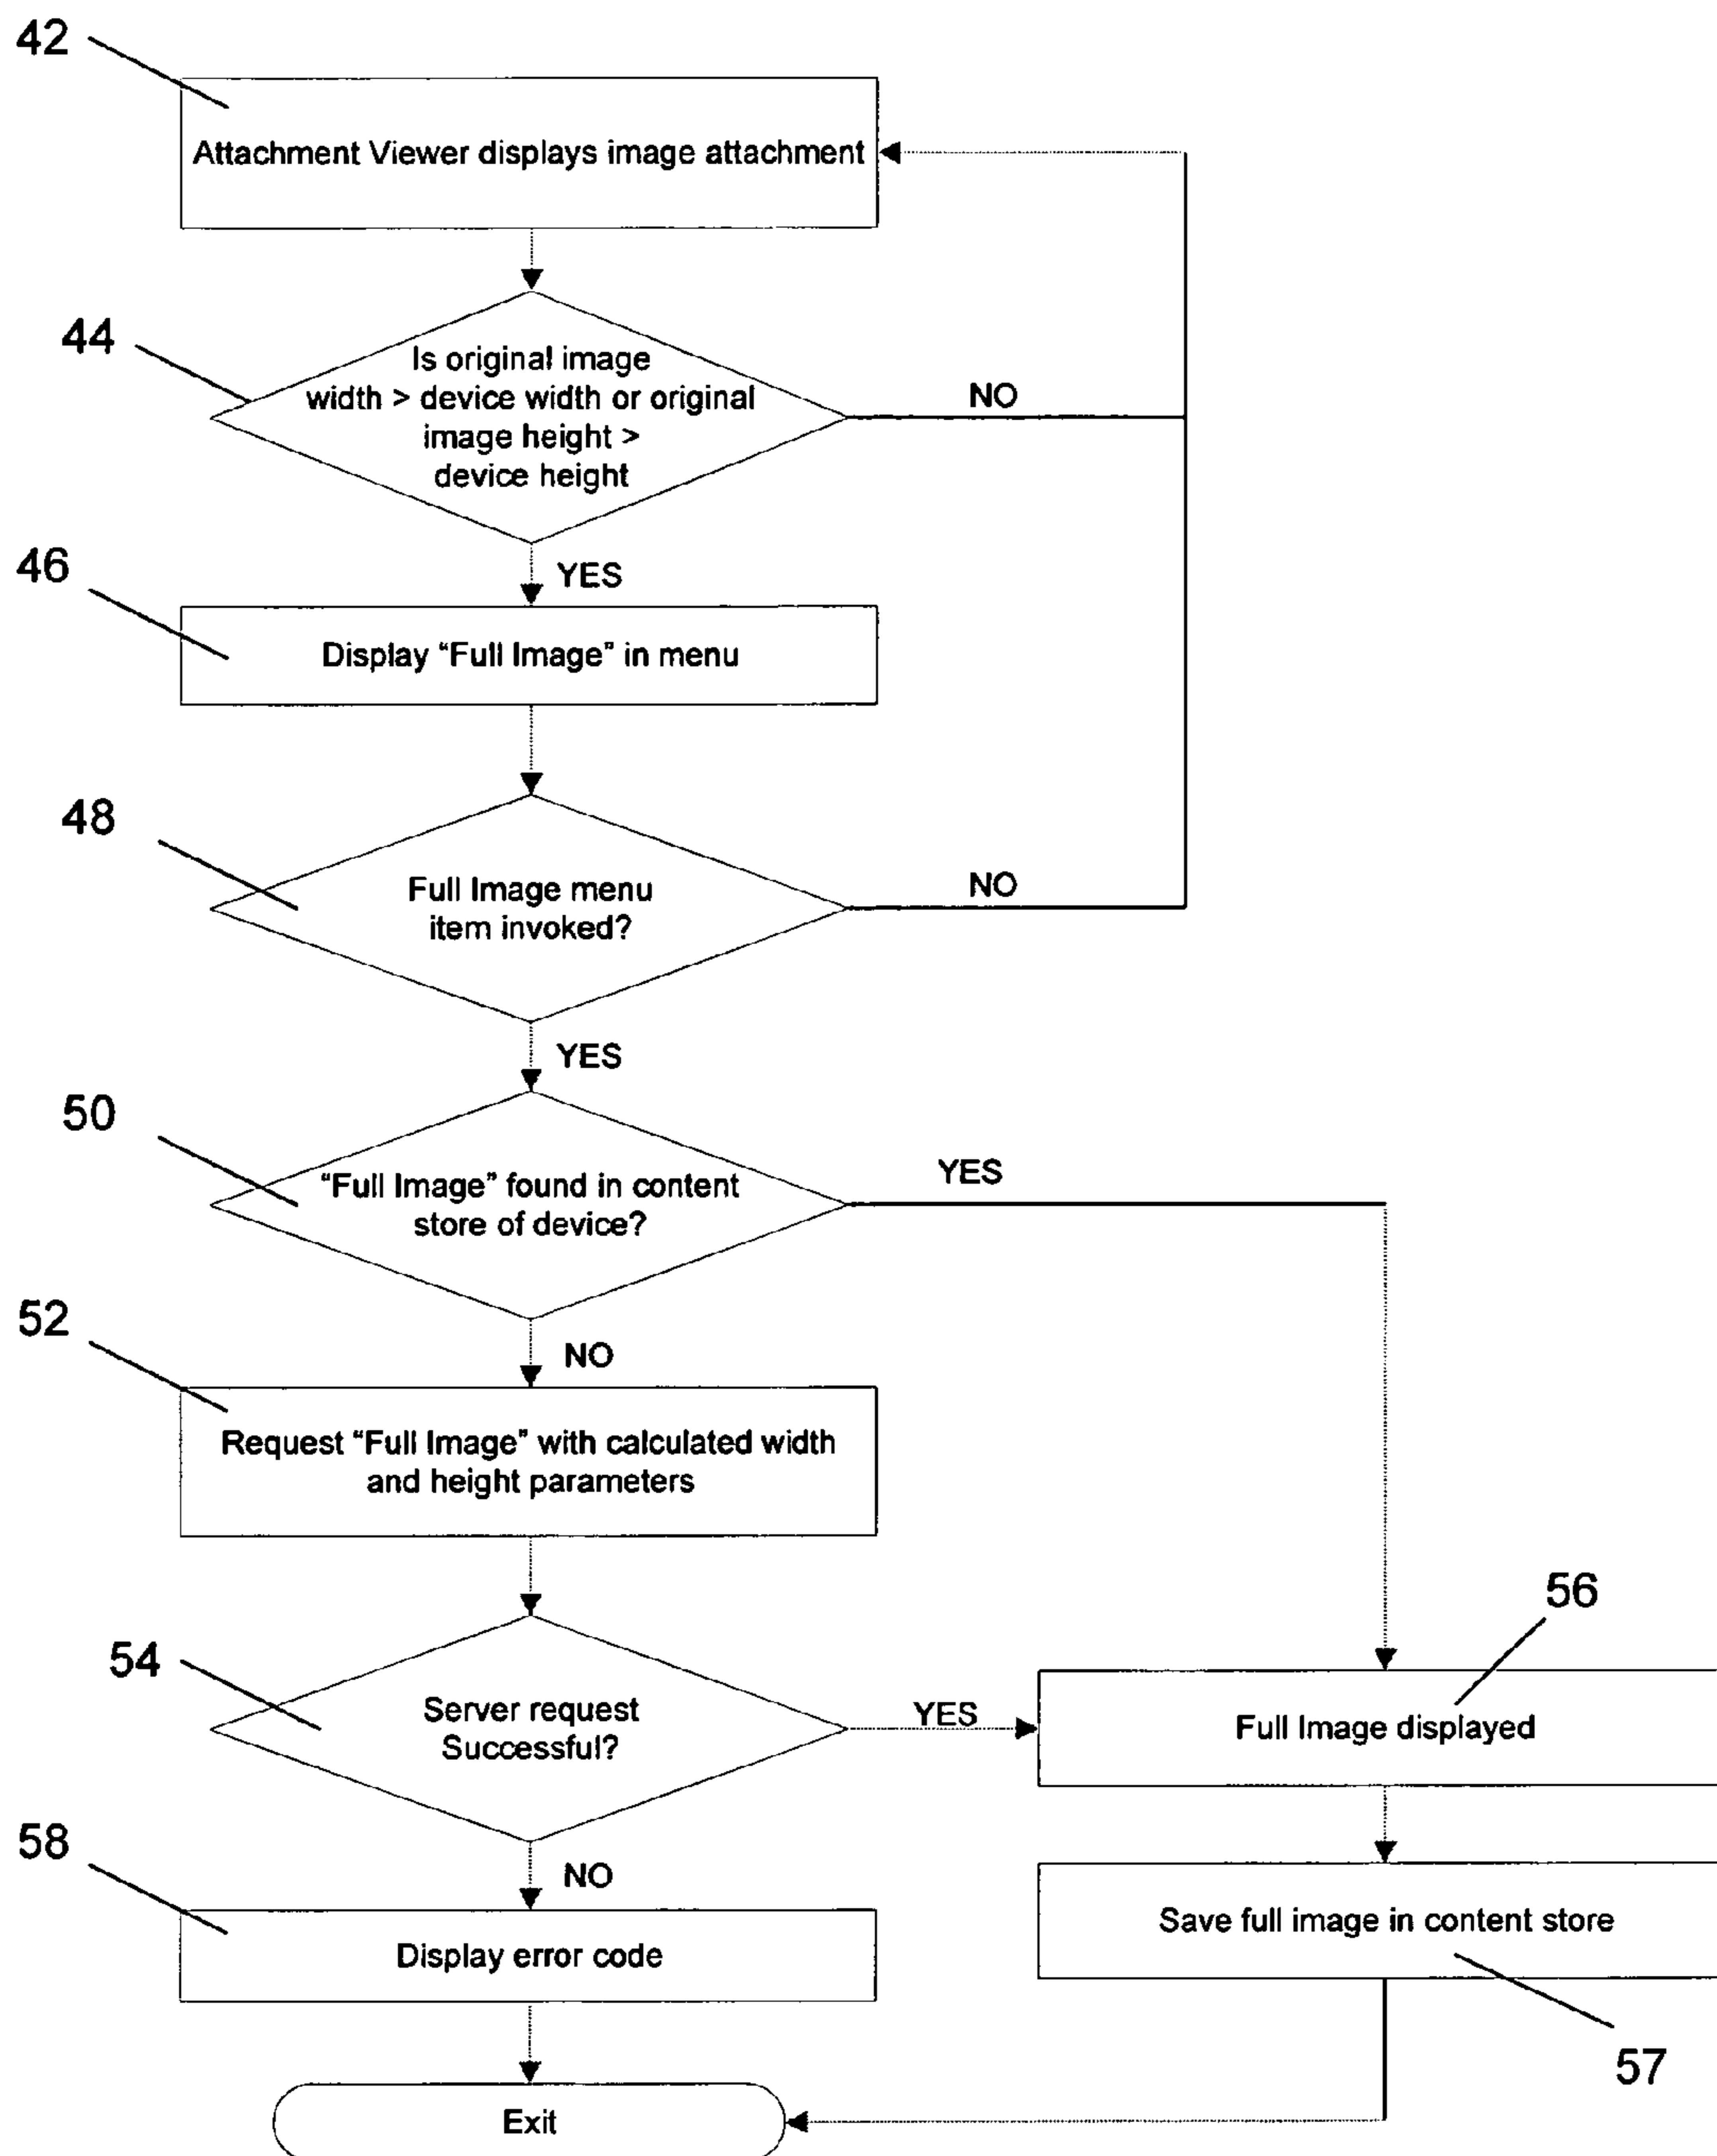 42
Attachment Viewer displays image attachment
44
Is original image
width > device width or original
image height >
device height
NO
YES
46
Display “Full Image” in menu
48
Full Image menu
item invoked?
NO
YES
50
“Full Image” found in content
store of device?
YES
NO
52
Request “Full Image” with calculated width
and height parameters
54
Server request
Successful?
YES
56
Full Image displayed
NO
58
Display error code
Save full image in content store
57
Exit